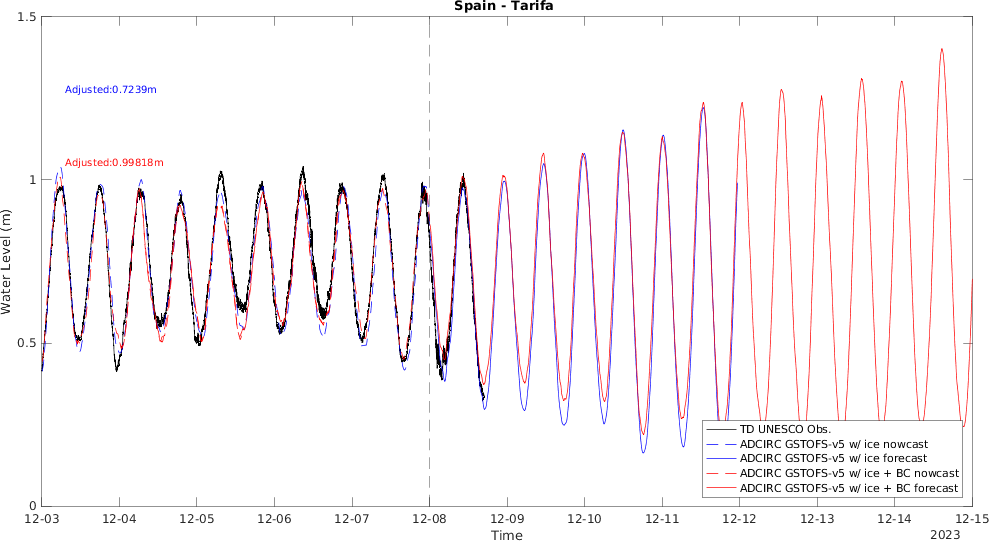 Spain - Tarifa
1.5
Adjusted:0.7239m
Adjusted:0.99818m
1
0.5
0
Water Level (m)
TD UNESCO Obs.
ADCIRC GSTOFS-v5 w/ ice nowcast
ADCIRC GSTOFS-v5 w/ ice forecast
ADCIRC GSTOFS-v5 w/ ice + BC nowcast
ADCIRC GSTOFS-v5 w/ ice + BC forecast
12-03 12-04 12-05 12-06 12-07 12-08 12-09 12-10 12-11 12-12 12-13 12-14 12-15
Time
2023